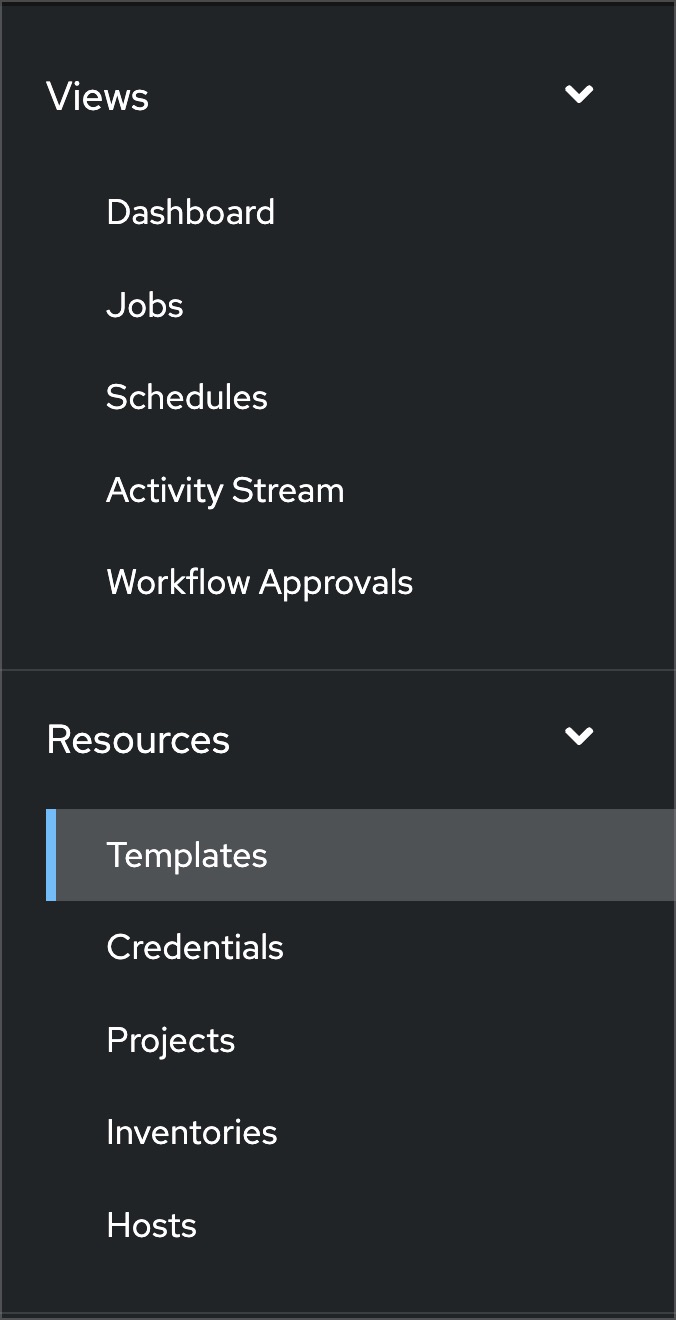 Views
Dashboard
Jobs
Schedules
Activity Stream
Workflow Approvals
Resources
Templates
Credentials
Projects
Inventories
Hosts